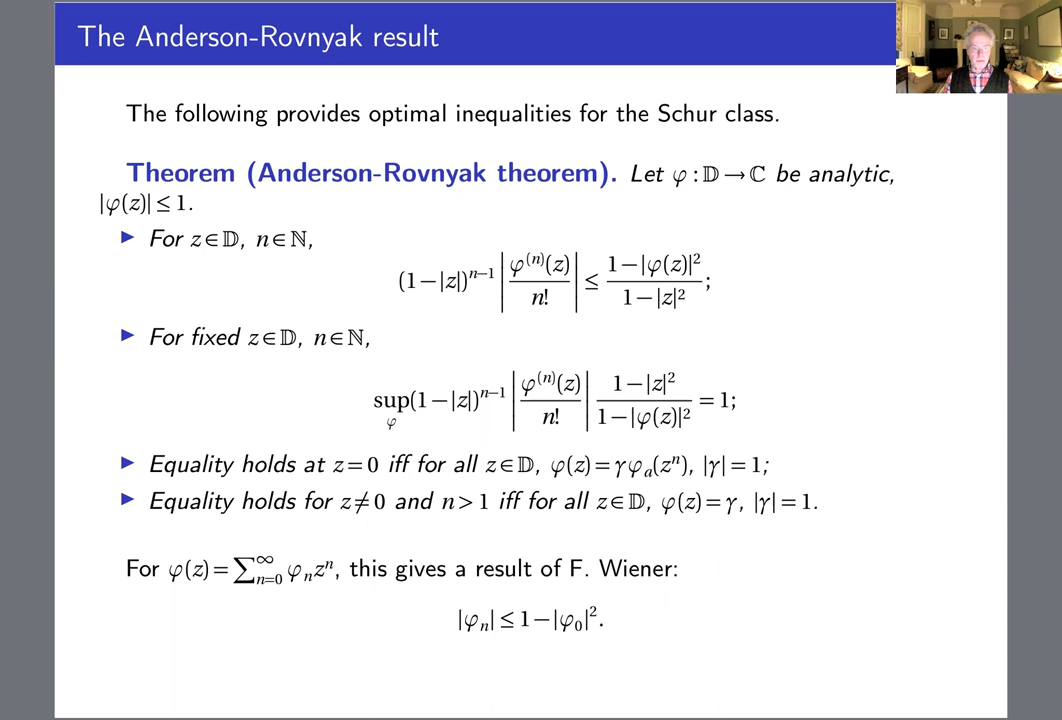 The Anderson-Rovnyak result
The following provides optimal inequalities for the Schur class.
Theorem (Anderson-Rovnyak theorem). Let φ : 𝔻 → ℂ be analytic,
|φ(z)| ≤ 1.
▶ For z ∈ 𝔻, n ∈ ℕ,
(1−|z|)^{n−1} |φ^{(n)}(z)/n!| ≤ (1−|φ(z)|²)/(1−|z|²);
▶ For fixed z ∈ 𝔻, n ∈ ℕ,
sup_φ (1−|z|)^{n−1} |φ^{(n)}(z)/n!| (1−|z|²)/(1−|φ(z)|²) = 1;
▶ Equality holds at z = 0 iff for all z ∈ 𝔻, φ(z) = γφ_a(z^n), |γ| = 1;
▶ Equality holds for z ≠ 0 and n > 1 iff for all z ∈ 𝔻, φ(z) = γ, |γ| = 1.
For φ(z) = ∑_{n=0}^{∞} φ_n z^n, this gives a result of F. Wiener:
|φ_n| ≤ 1−|φ_0|².